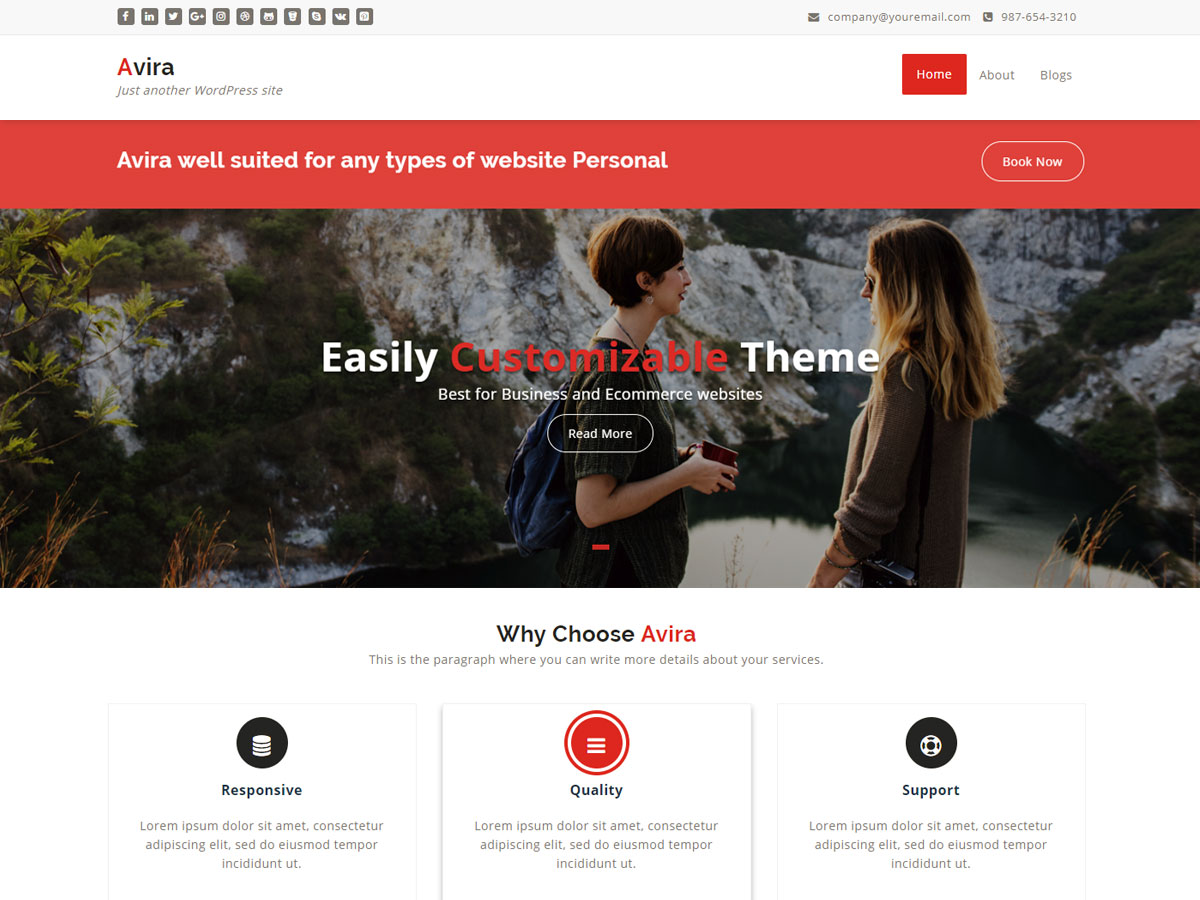 company@youremail.com 987-654-3210
Avira
Just another WordPress site
Home About Blogs
Avira well suited for any types of website Personal
Book Now
Easily Customizable Theme
Best for Business and Ecommerce websites
Read More
Why Choose Avira
This is the paragraph where you can write more details about your services.
Responsive
Lorem ipsum dolor sit amet, consectetur
adipiscing elit, sed do eiusmod tempor
incididunt ut.
Quality
Lorem ipsum dolor sit amet, consectetur
adipiscing elit, sed do eiusmod tempor
incididunt ut.
Support
Lorem ipsum dolor sit amet, consectetur
adipiscing elit, sed do eiusmod tempor
incididunt ut.